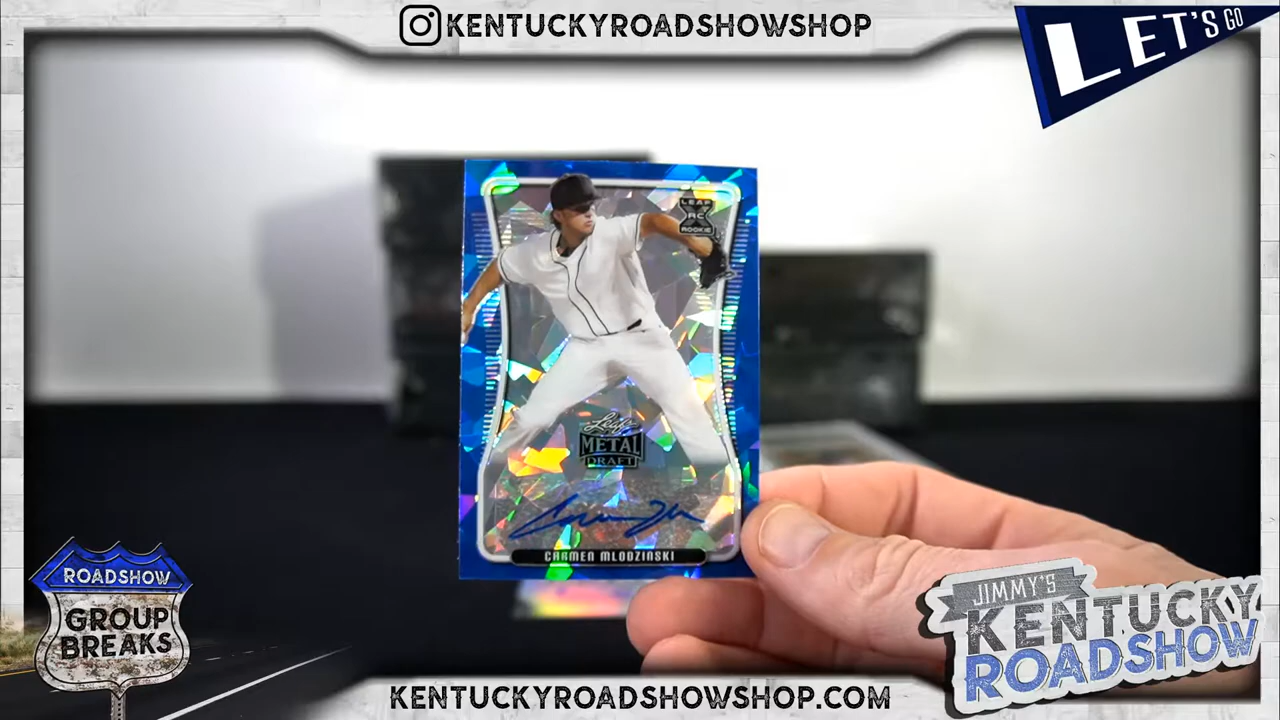 KENTUCKYROADSHOWSHOP
LET'S GO
LEAF
RC
ROOKIE
Leaf
METAL
DRAFT
CARMEN MLODZINSKI
ROADSHOW
GROUP
BREAKS
JIMMY'S
KENTUCKY
ROADSHOW
KENTUCKYROADSHOWSHOP.COM